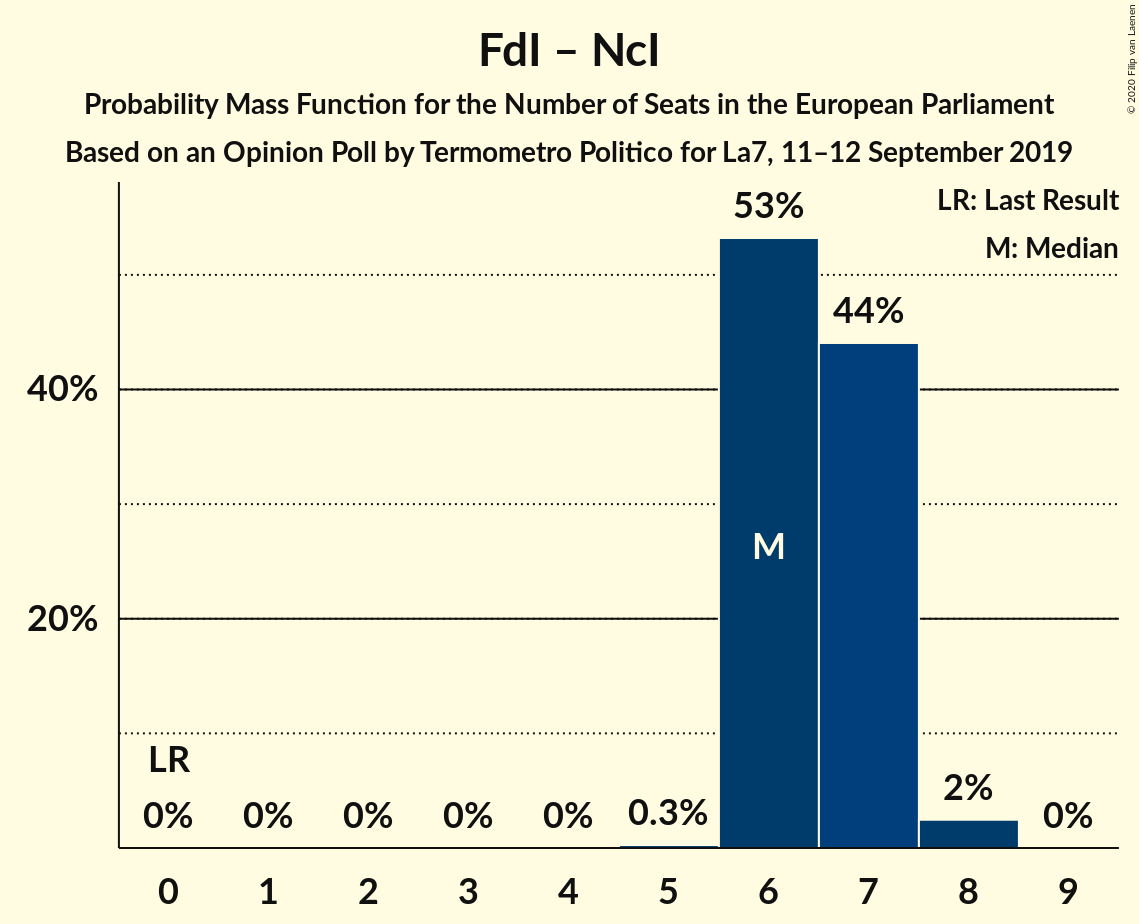 FdI – NcI
Probability Mass Function for the Number of Seats in the European Parliament
Based on an Opinion Poll by Termometro Politico for La7, 11–12 September 2019
© 2020 Filip van Laenen
LR: Last Result
M: Median
53%
44%
40%
M
20%
LR
0% 0% 0% 0% 0% 0.3% 2% 0%
0 1 2 3 4 5 6 7 8 9